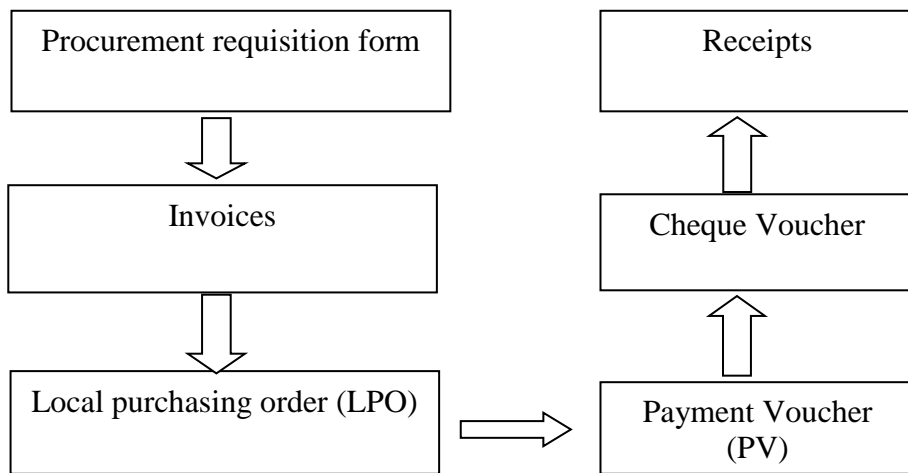 Procurement requisition form
Invoices
Local purchasing order (LPO)
Payment Voucher
(PV)
Cheque Voucher
Receipts